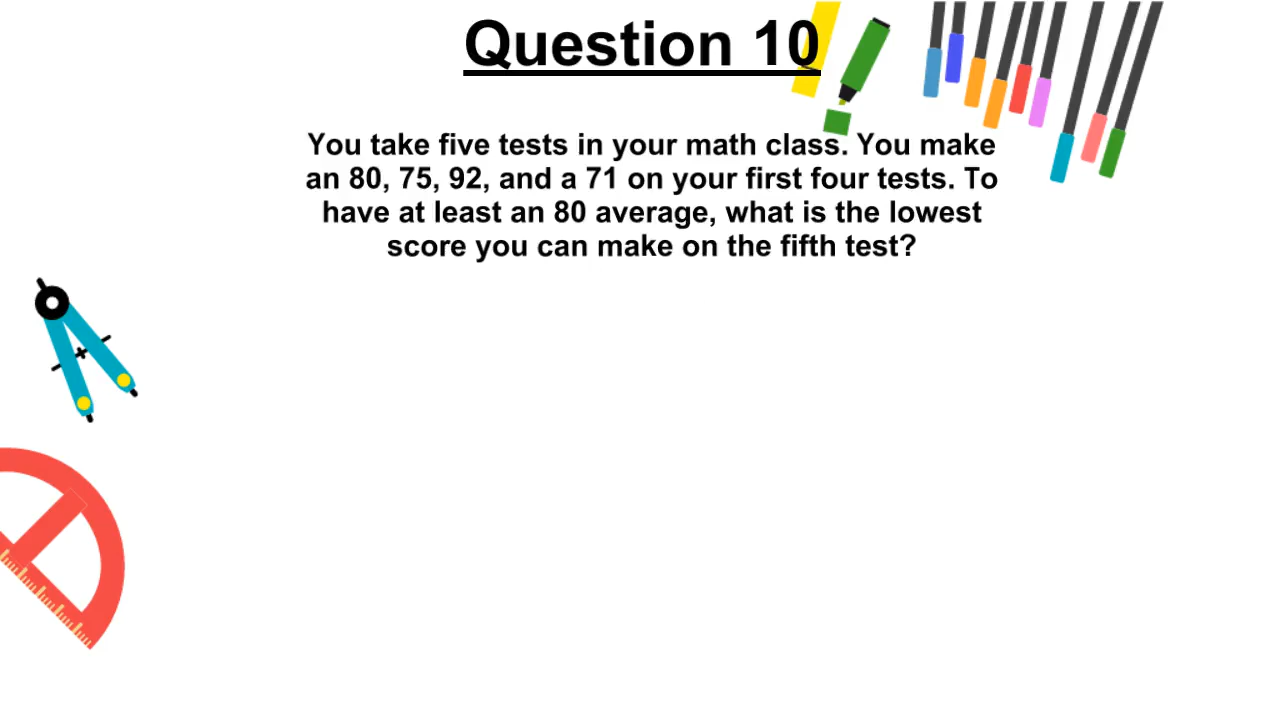 Question 10
You take five tests in your math class. You make
an 80, 75, 92, and a 71 on your first four tests. To
have at least an 80 average, what is the lowest
score you can make on the fifth test?